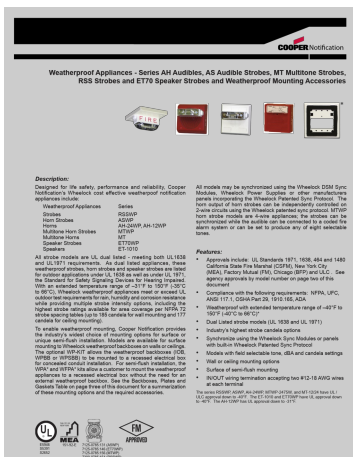 COOPER Notification
Weatherproof Appliances - Series AH Audibles, AS Audible Strobes, MT Multitone Strobes,
RSS Strobes and ET70 Speaker Strobes and Weatherproof Mounting Accessories
FIRE
Description:
Designed for life safety, performance and reliability, Cooper
Notification's Wheelock cost effective weatherproof notification
appliances include:
Weatherproof Appliances Series
Strobes RSSWP
Horn Strobes ASWP
Horns AH-24WP, AH-12WP
Multitone Horn Strobes MTWP
Multitone Horns MT
Speaker Strobes ET70WP
Speakers ET-1010
All strobe models are UL dual listed - meeting both UL1638
and UL1971 requirements. As dual listed appliances, these
weatherproof strobes, horn strobes and speaker strobes are listed
for outdoor applications under UL 1638 as well as under UL 1971,
the Standard for Safety Signaling Devices for Hearing Impaired.
With an extended temperature range of –31°F to 150°F (-35°C
to 66°C), Wheelock weatherproof appliances meet or exceed UL
outdoor test requirements for rain, humidity and corrosion resistance
while providing multiple strobe intensity options, including the
highest strobe ratings available for area coverage per NFPA 72
strobe spacing tables (up to 185 candela for wall mounting and 177
candela for ceiling mounting).
To enable weatherproof mounting, Cooper Notification provides
the industry's widest choice of mounting options for surface or
unique semi-flush installation. Models are available for surface
mounting to Wheelock weatherproof backboxes on walls or ceilings.
The optional WP-KIT allows the weatherproof backboxes (IOB,
WPBB or WPSBB) to be mounted to a recessed electrical box
for concealed conduit installation. For semi-flush installation, the
WPA* and WFPA* kits allow a customer to mount the weatherproof
appliances to a recessed electrical box without the need for an
external weatherproof backbox. See the Backboxes, Plates and
Gaskets Table on page three of this document for a summarization
of these mounting options and the required accessories.
All models may be synchronized using the Wheelock DSM Sync
Modules, Wheelock Power Supplies or other manufacturers
panels incorporating the Wheelock Patented Sync Protocol. The
horn output of horn strobes can be independently controlled on
2-wire circuits using the Wheelock patented sync protocol. MTWP
horn strobe models are 4-wire appliances; the strobes can be
synchronized while the audible can be connected to a coded fire
alarm system or can be set to produce any of eight selectable
tones.
Features:
• Approvals include: UL Standards 1971, 1638, 464 and 1480
California State Fire Marshal (CSFM), New York City
(MEA), Factory Mutual (FM), Chicago (BFP) and ULC . See
agency approvals by model number on page two of this
document
• Compliance with the following requirements: NFPA, UFC,
ANSI 117.1, OSHA Part 29, 1910.165, ADA
• Weatherproof with extended temperature range of –40°F to
150°F (-40°C to 66°C)*
• Dual Listed strobe models (UL 1638 and UL 1971)
• Industry's highest strobe candela options
• Synchronize using the Wheelock Sync Modules or panels
with built-in Wheelock Patented Sync Protocol
• Models with field selectable tone, dBA and candela settings
• Wall or ceiling mounting options
• Surface of semi-flush mounting
• IN/OUT wiring termination accepting two #12-18 AWG wires
at each terminal
UL
LISTED
MEA
FM
APPROVED